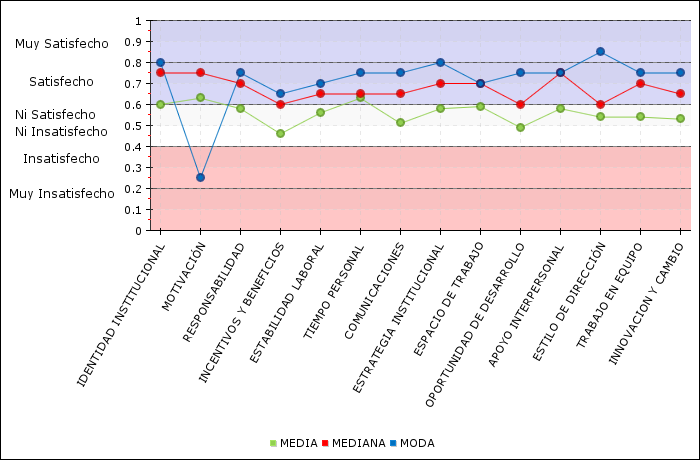 1
0.9
Muy Satisfecho
0.8
0.7
Satisfecho
0.6
Ni Satisfecho
0.5
Ni Insatisfecho
0.4
Insatisfecho
0.3
0.2
Muy Insatisfecho
0.1
0
IDENTIDAD INSTITUCIONAL
MOTIVACIÓN
RESPONSABILIDAD
INCENTIVOS Y BENEFICIOS
ESTABILIDAD LABORAL
TIEMPO PERSONAL
COMUNICACIONES
ESTRATEGIA INSTITUCIONAL
ESPACIO DE TRABAJO
OPORTUNIDAD DE DESARROLLO
APOYO INTERPERSONAL
ESTILO DE DIRECCIÓN
TRABAJO EN EQUIPO
INNOVACION Y CAMBIO
MEDIA MEDIANA MODA